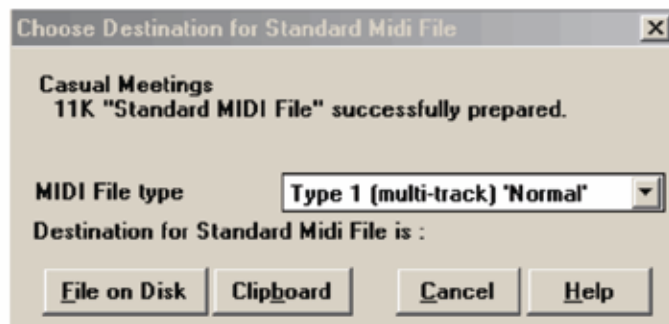 Choose Destination for Standard Midi File
Casual Meetings
11K "Standard MIDI File" successfully prepared.
MIDI File type Type 1 (multi-track) 'Normal'
Destination for Standard Midi File is :
File on Disk Clipboard Cancel Help